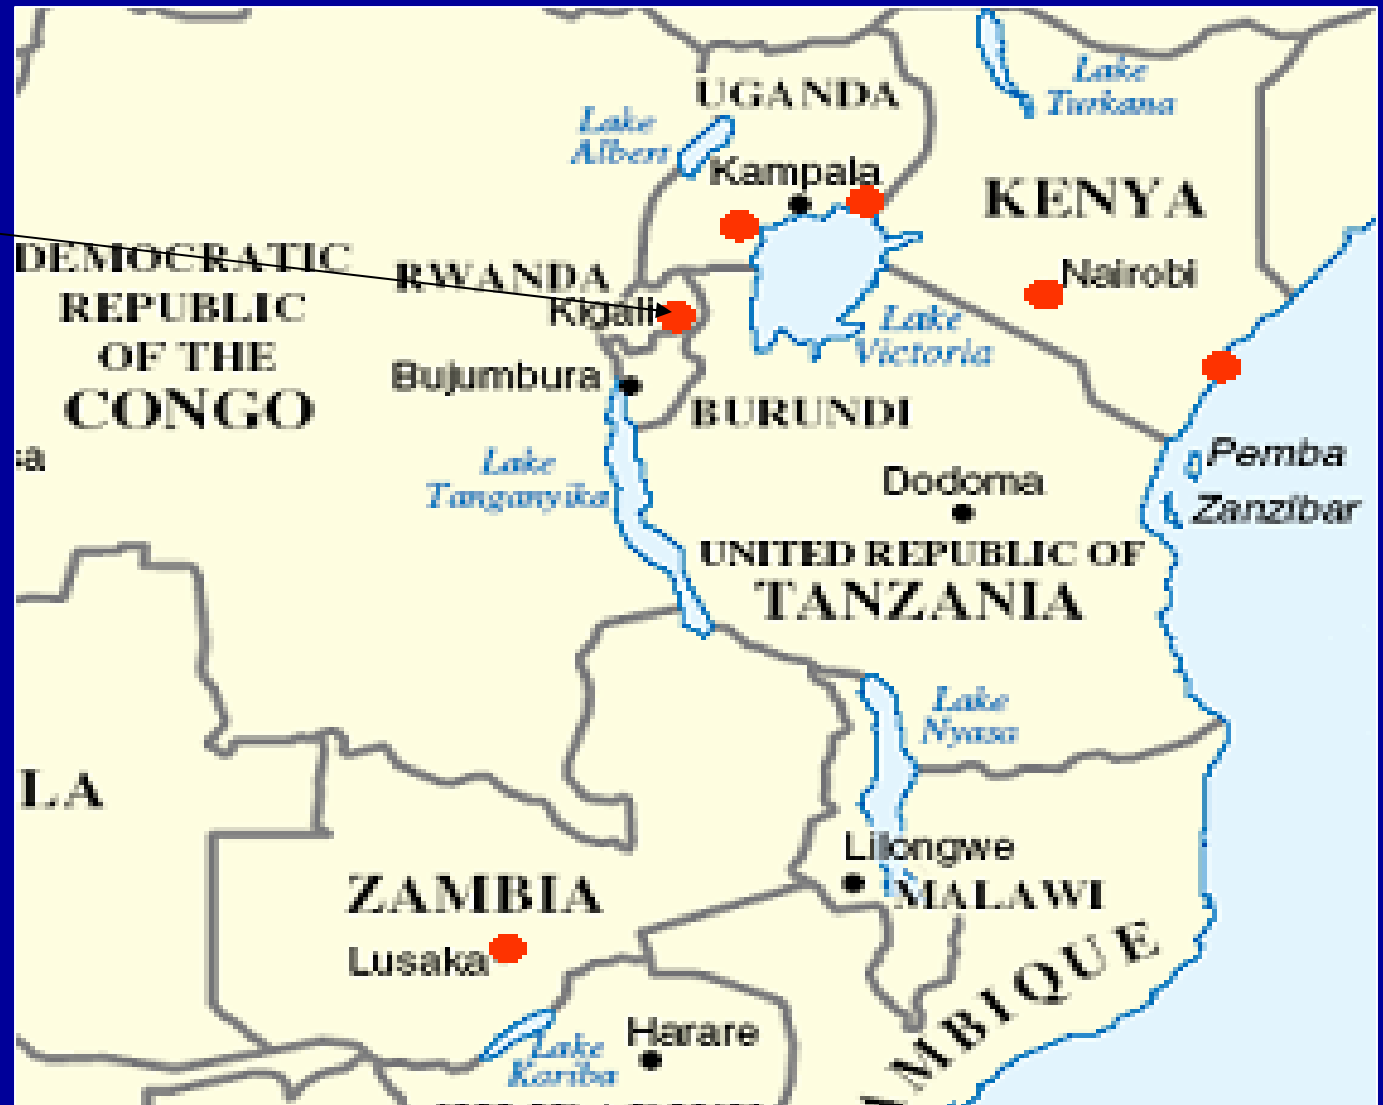 Lake
Turkana
UGANDA
Lake
Albert
Kampala
KENYA
DEMOCRATIC
REPUBLIC
OF THE
CONGO
RWANDA
Kigali
Nairobi
Lake
Victoria
Bujumbura
BURUNDI
sa
Lake
Tanganyika
Dodoma
Pemba
Zanzibar
UNITED REPUBLIC OF
TANZANIA
Lake
Nyasa
LA
Lilongwe
MALAWI
ZAMBIA
Lusaka
AMBIQUE
Harare
Lake
Kariba